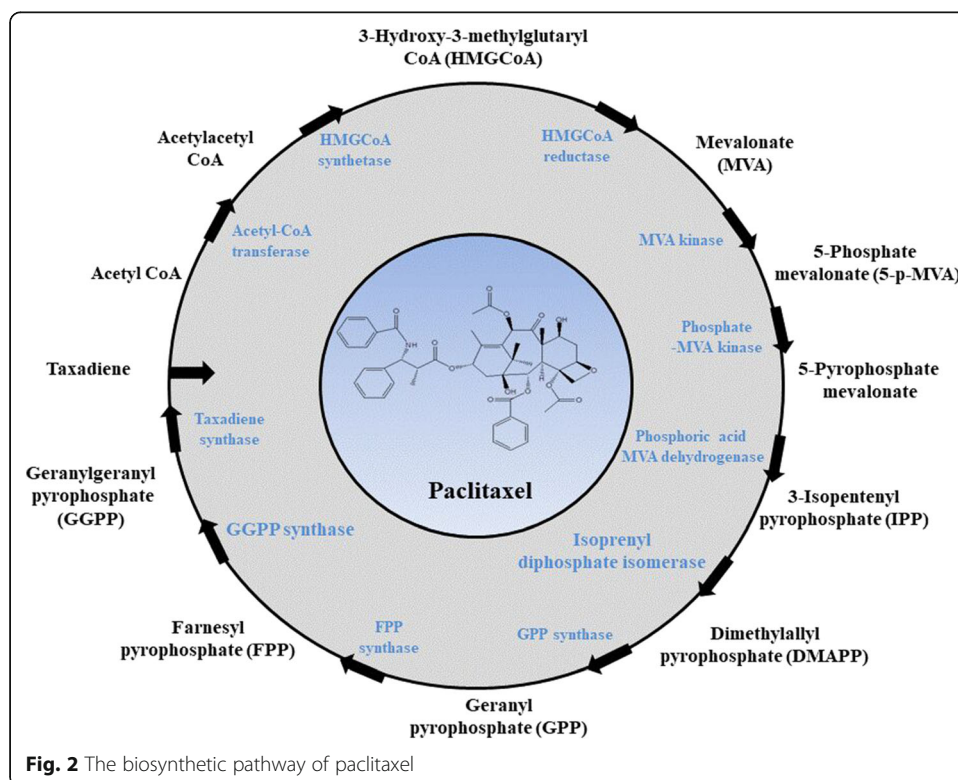 3-Hydroxy-3-methylglutaryl
CoA (HMGCoA)
HMGCoA
synthetase
HMGCoA
reductase
Acetylacetyl
CoA
Mevalonate
(MVA)
Acetyl-CoA
transferase
MVA kinase
Acetyl CoA
5-Phosphate
mevalonate (5-p-MVA)
Phosphate
-MVA kinase
Taxadiene
5-Pyrophosphate
mevalonate
O
O
O
OH
O
NH
O
O
O
H
OH
O
O
O
O
O
Taxadiene
synthase
Phosphoric acid
MVA dehydrogenase
Paclitaxel
Geranylgeranyl
pyrophosphate
(GGPP)
3-Isopentenyl
pyrophosphate (IPP)
GGPP synthase
Isoprenyl
diphosphate isomerase
Farnesyl
pyrophosphate (FPP)
FPP
synthase
GPP synthase
Dimethylallyl
pyrophosphate (DMAPP)
Geranyl
pyrophosphate (GPP)
Fig. 2 The biosynthetic pathway of paclitaxel